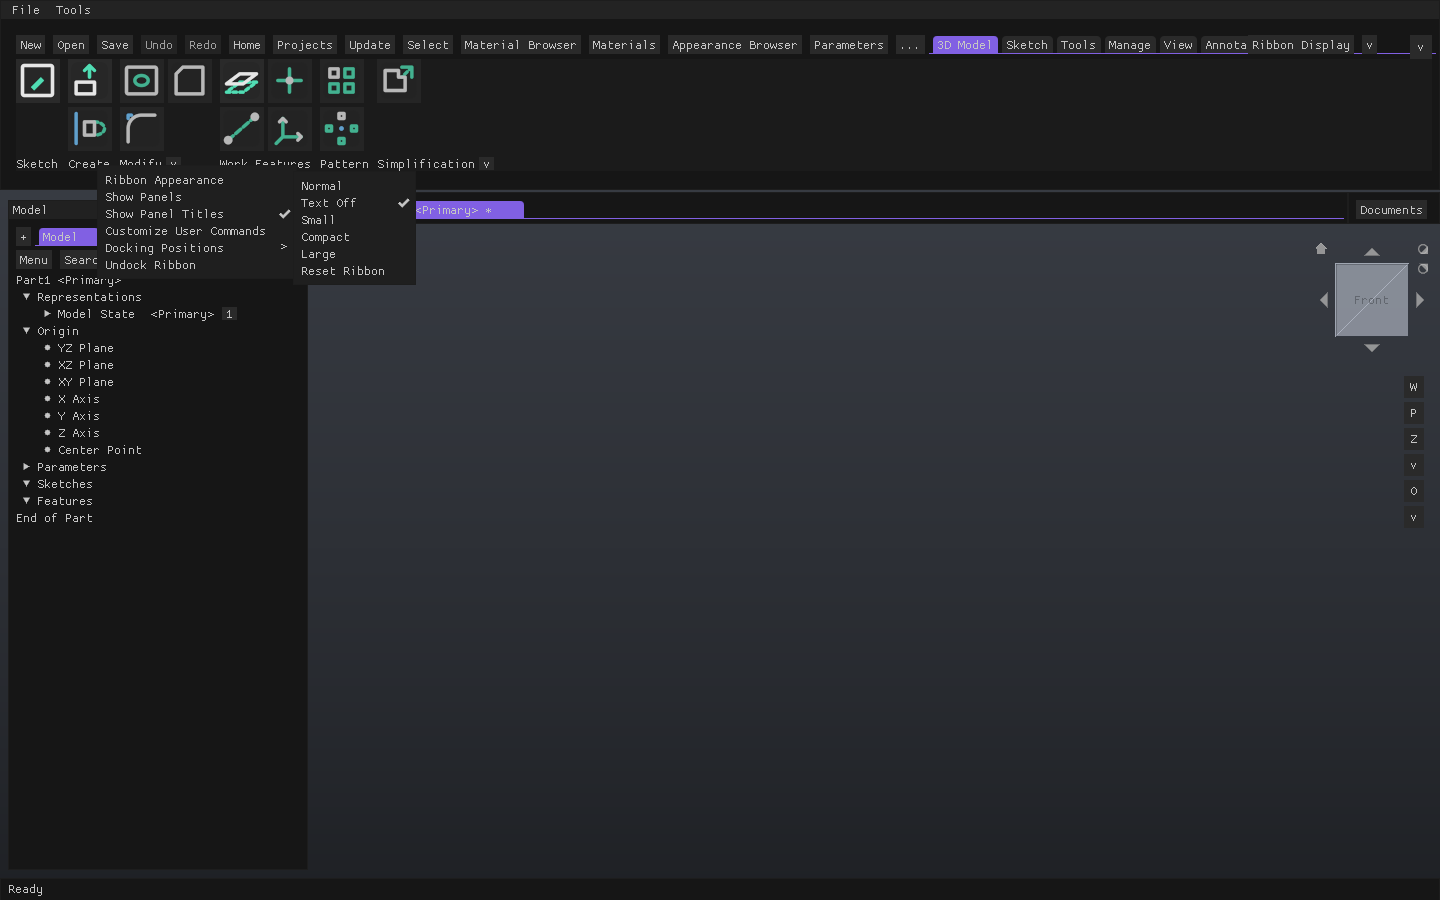 File Tools
New Open Save Undo Redo Home Projects Update Select Material Browser Materials Appearance Browser Parameters ... 3D Model Sketch Tools Manage View Annota Ribbon Display v v
Sketch Create Modify v Work Features Pattern Simplification v
Ribbon Appearance
Show Panels
Show Panel Titles
Customize User Commands
Docking Positions >
Undock Ribbon
Normal
Text Off
Small
Compact
Large
Reset Ribbon
Model
<Primary> *
Documents
+ Model
Menu Searc
Part1 <Primary>
Representations
Model State <Primary> 1
Origin
YZ Plane
XZ Plane
XY Plane
X Axis
Y Axis
Z Axis
Center Point
Parameters
Sketches
Features
End of Part
Front
W
P
Z
v
O
v
Ready